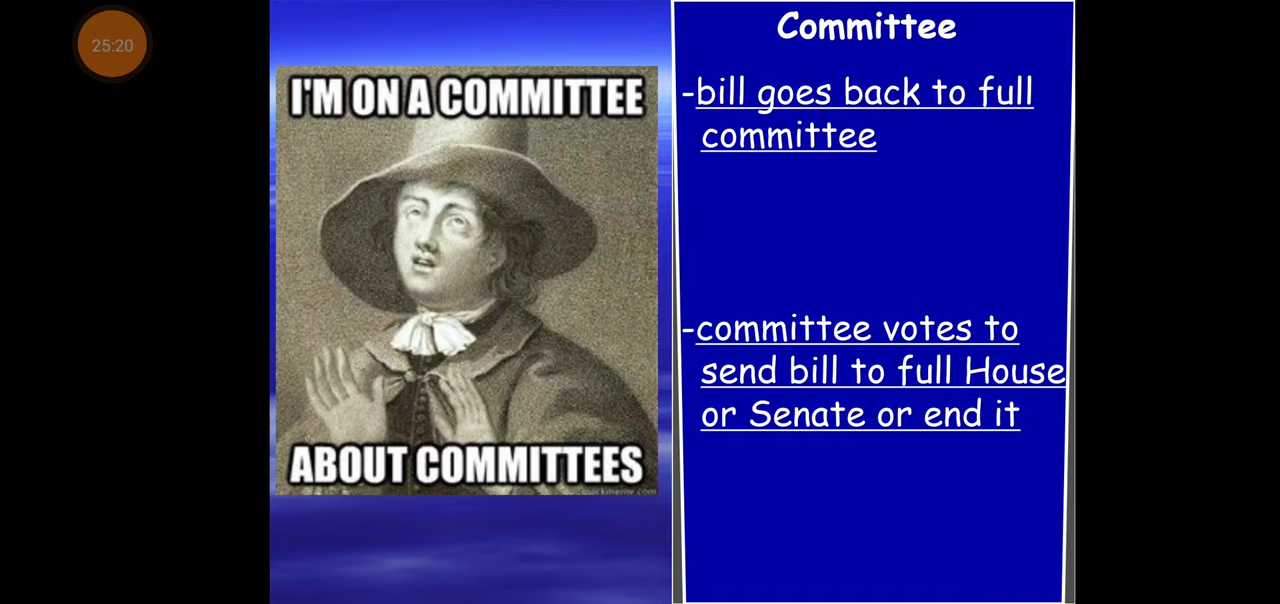 25:20
I'M ON A COMMITTEE
ABOUT COMMITTEES
Committee
-bill goes back to full
committee
-committee votes to
send bill to full House
or Senate or end it